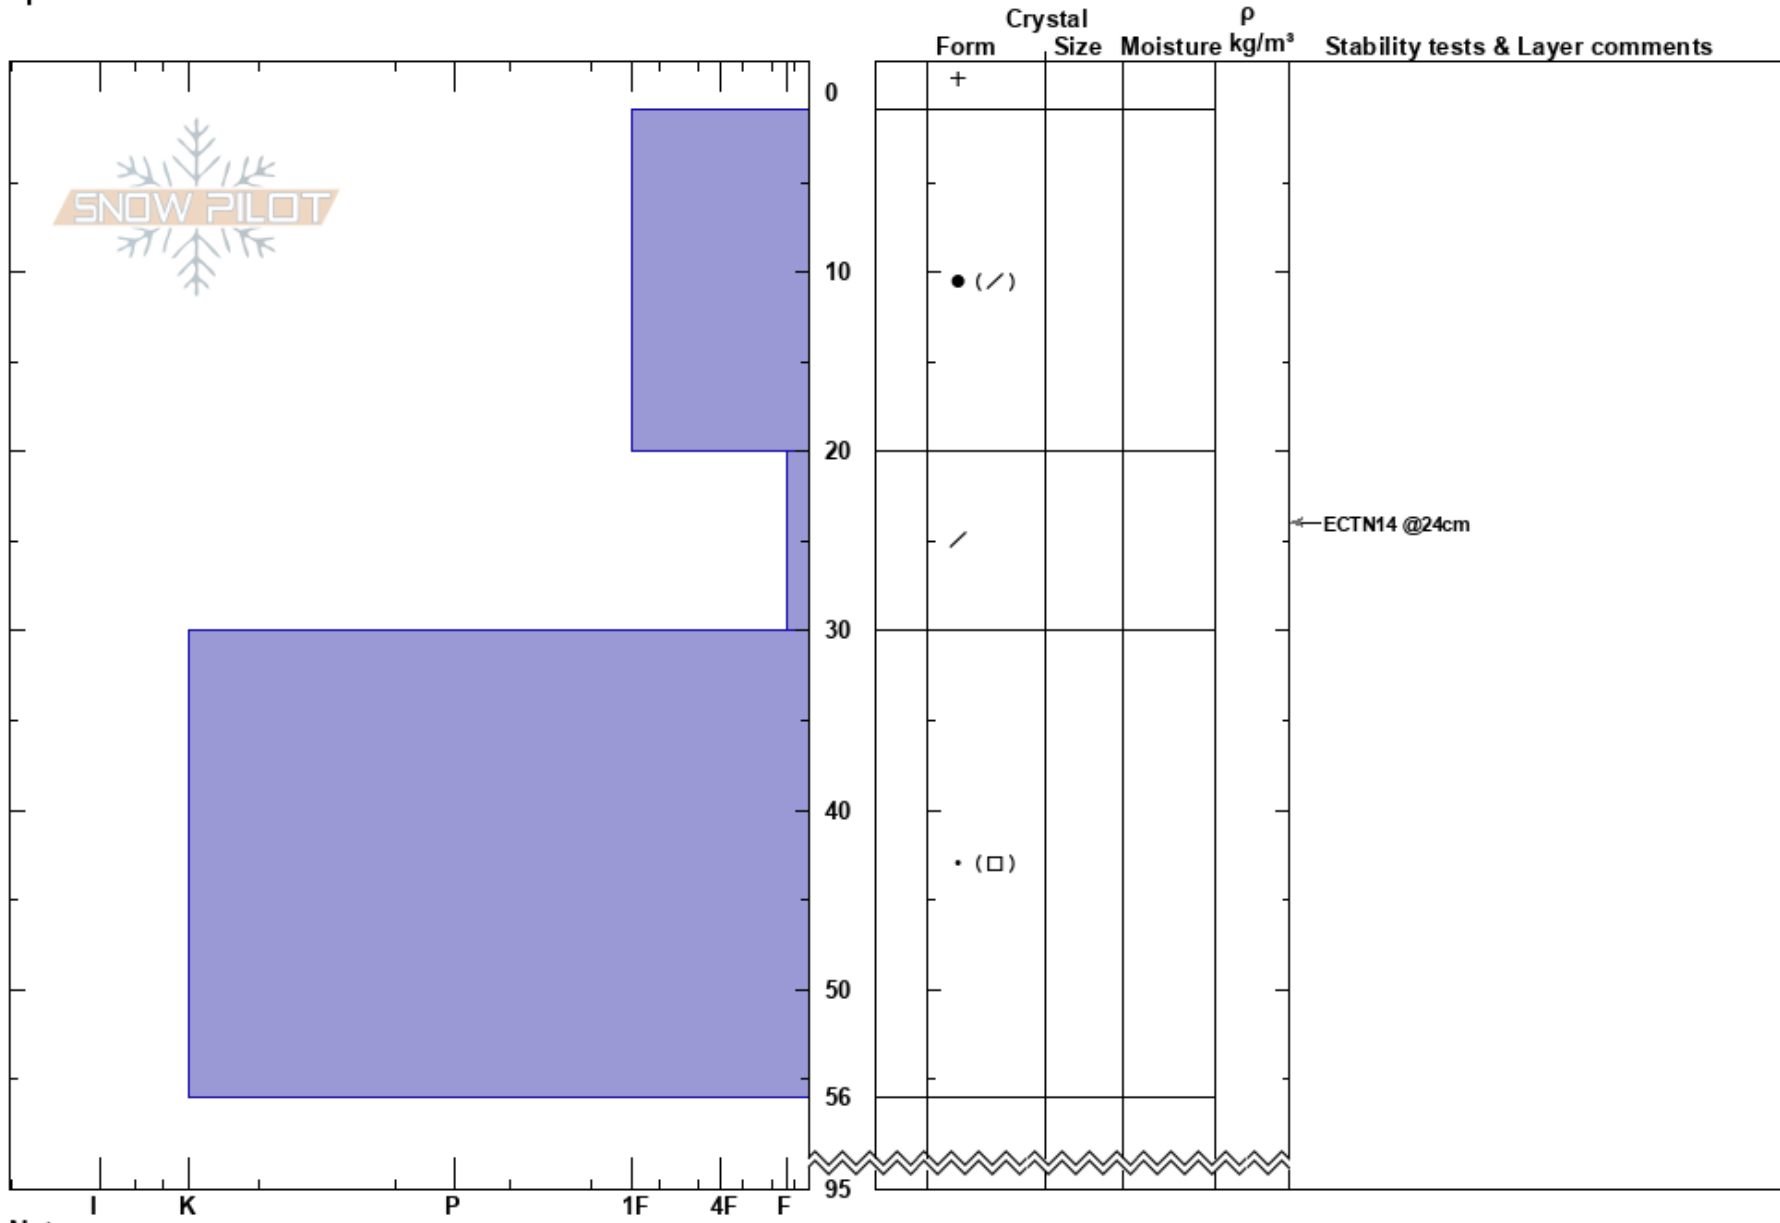 Crystal
ρ
Form Size Moisture kg/m³ Stability tests & Layer comments
+
0
SNOW PILOT
10
● (/)
20
ECTN14 @24cm
/
30
40
• (□)
50
56
95
I K P 1F 4F F